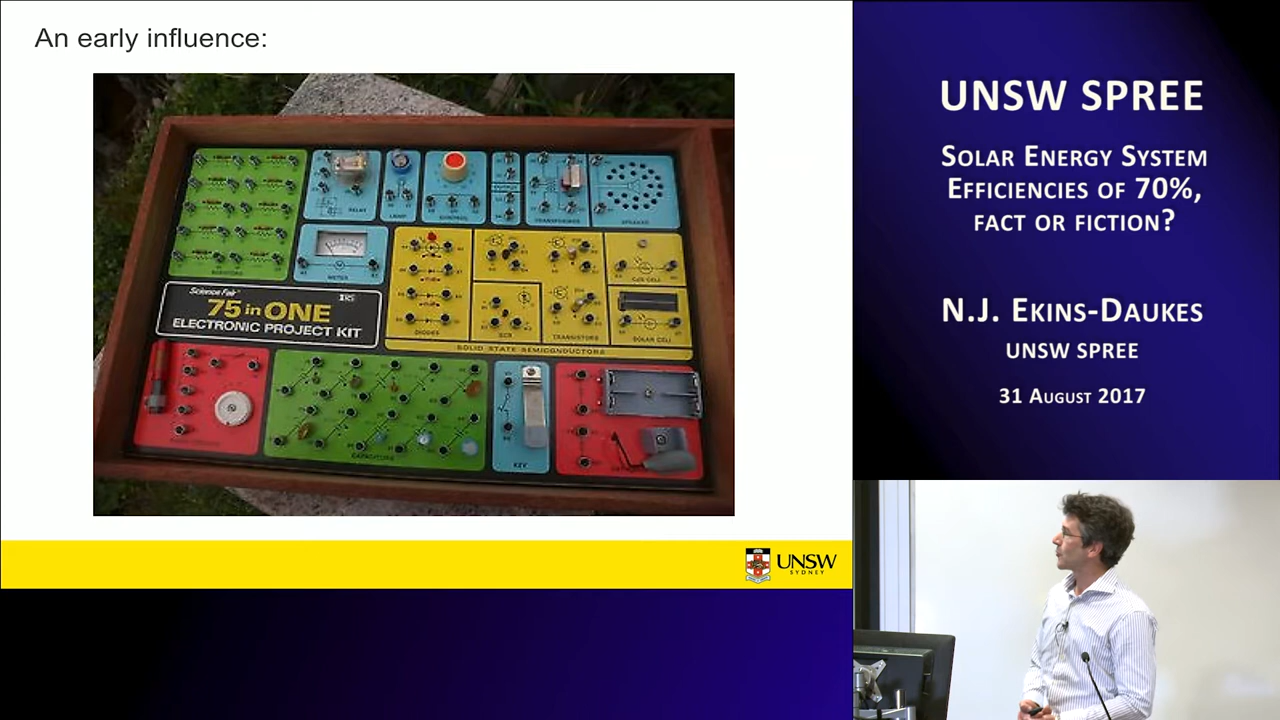 An early influence:
RELAY
LAMP
CONTROL
SPEAKER
METER
Science Fair
75 in ONE
ELECTRONIC PROJECT KIT
DIODES
SCR
TRANSISTORS
CdS CELL
SOLAR CELL
SOLID STATE SEMICONDUCTORS
CAPACITORS
KEY
UNSW
SYDNEY
UNSW SPREE
SOLAR ENERGY SYSTEM
EFFICIENCIES OF 70%,
FACT OR FICTION?
N.J. EKINS-DAUKES
UNSW SPREE
31 AUGUST 2017